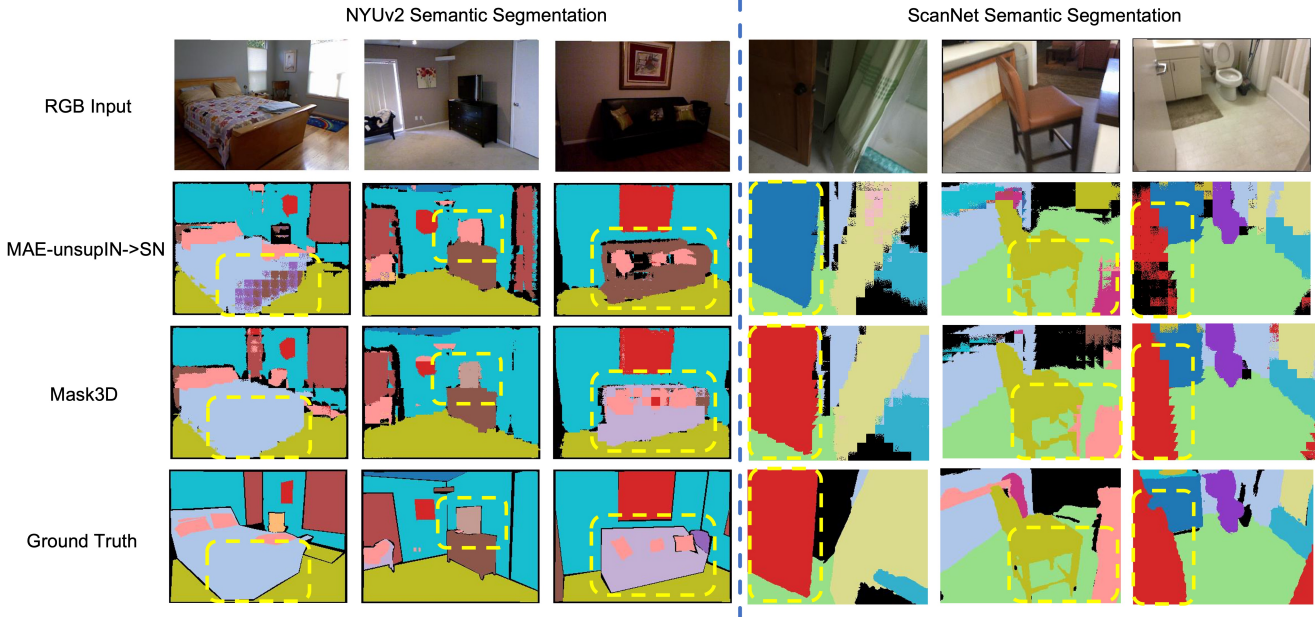 NYUv2 Semantic Segmentation
ScanNet Semantic Segmentation
RGB Input
MAE-unsupIN->SN
Mask3D
Ground Truth